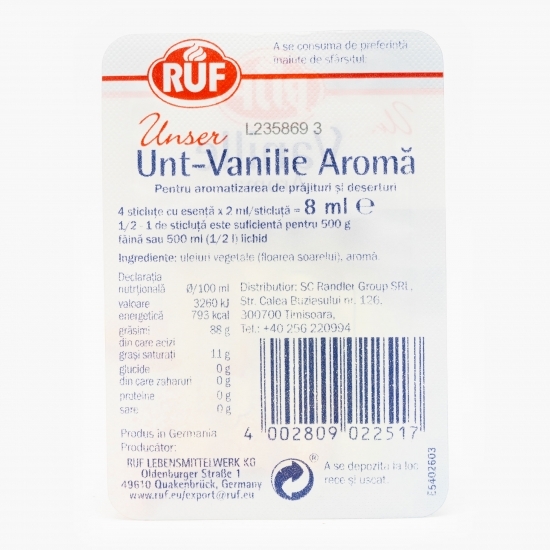 RUF
A se consuma de preferință
înainte de sfârșitul:
L235869 3
Unser
Unt-Vanilie Aromă
Pentru aromatizarea de prăjituri și deserturi
4 sticluțe cu esență x 2 ml/sticluță = 8 ml ℮
1/2 - 1 de sticluță este suficientă pentru 500 g
făină sau 500 ml (1/2 l) lichid
Ingrediente: uleiuri vegetale (floarea soarelui), aromă.
Declarația
nutrițională Ø/100 ml
valoare 3260 kJ
energetică 793 kcal
grăsimi 88 g
din care acizi
grași saturați 11 g
glucide 0 g
din care zaharuri 0 g
proteine 0 g
sare 0 g
Distribuitor: SC Randler Group SRL,
Str. Calea Buziasului nr. 126,
300700 Timisoara,
Tel.: +40 256 220994
4 002809 022517
Produs in Germania
Producător:
RUF LEBENSMITTELWERK KG
Oldenburger Straße 1
49610 Quakenbrück, Germany
www.ruf.eu/export@ruf.eu
®
A se depozita la loc
rece și uscat.
65402603